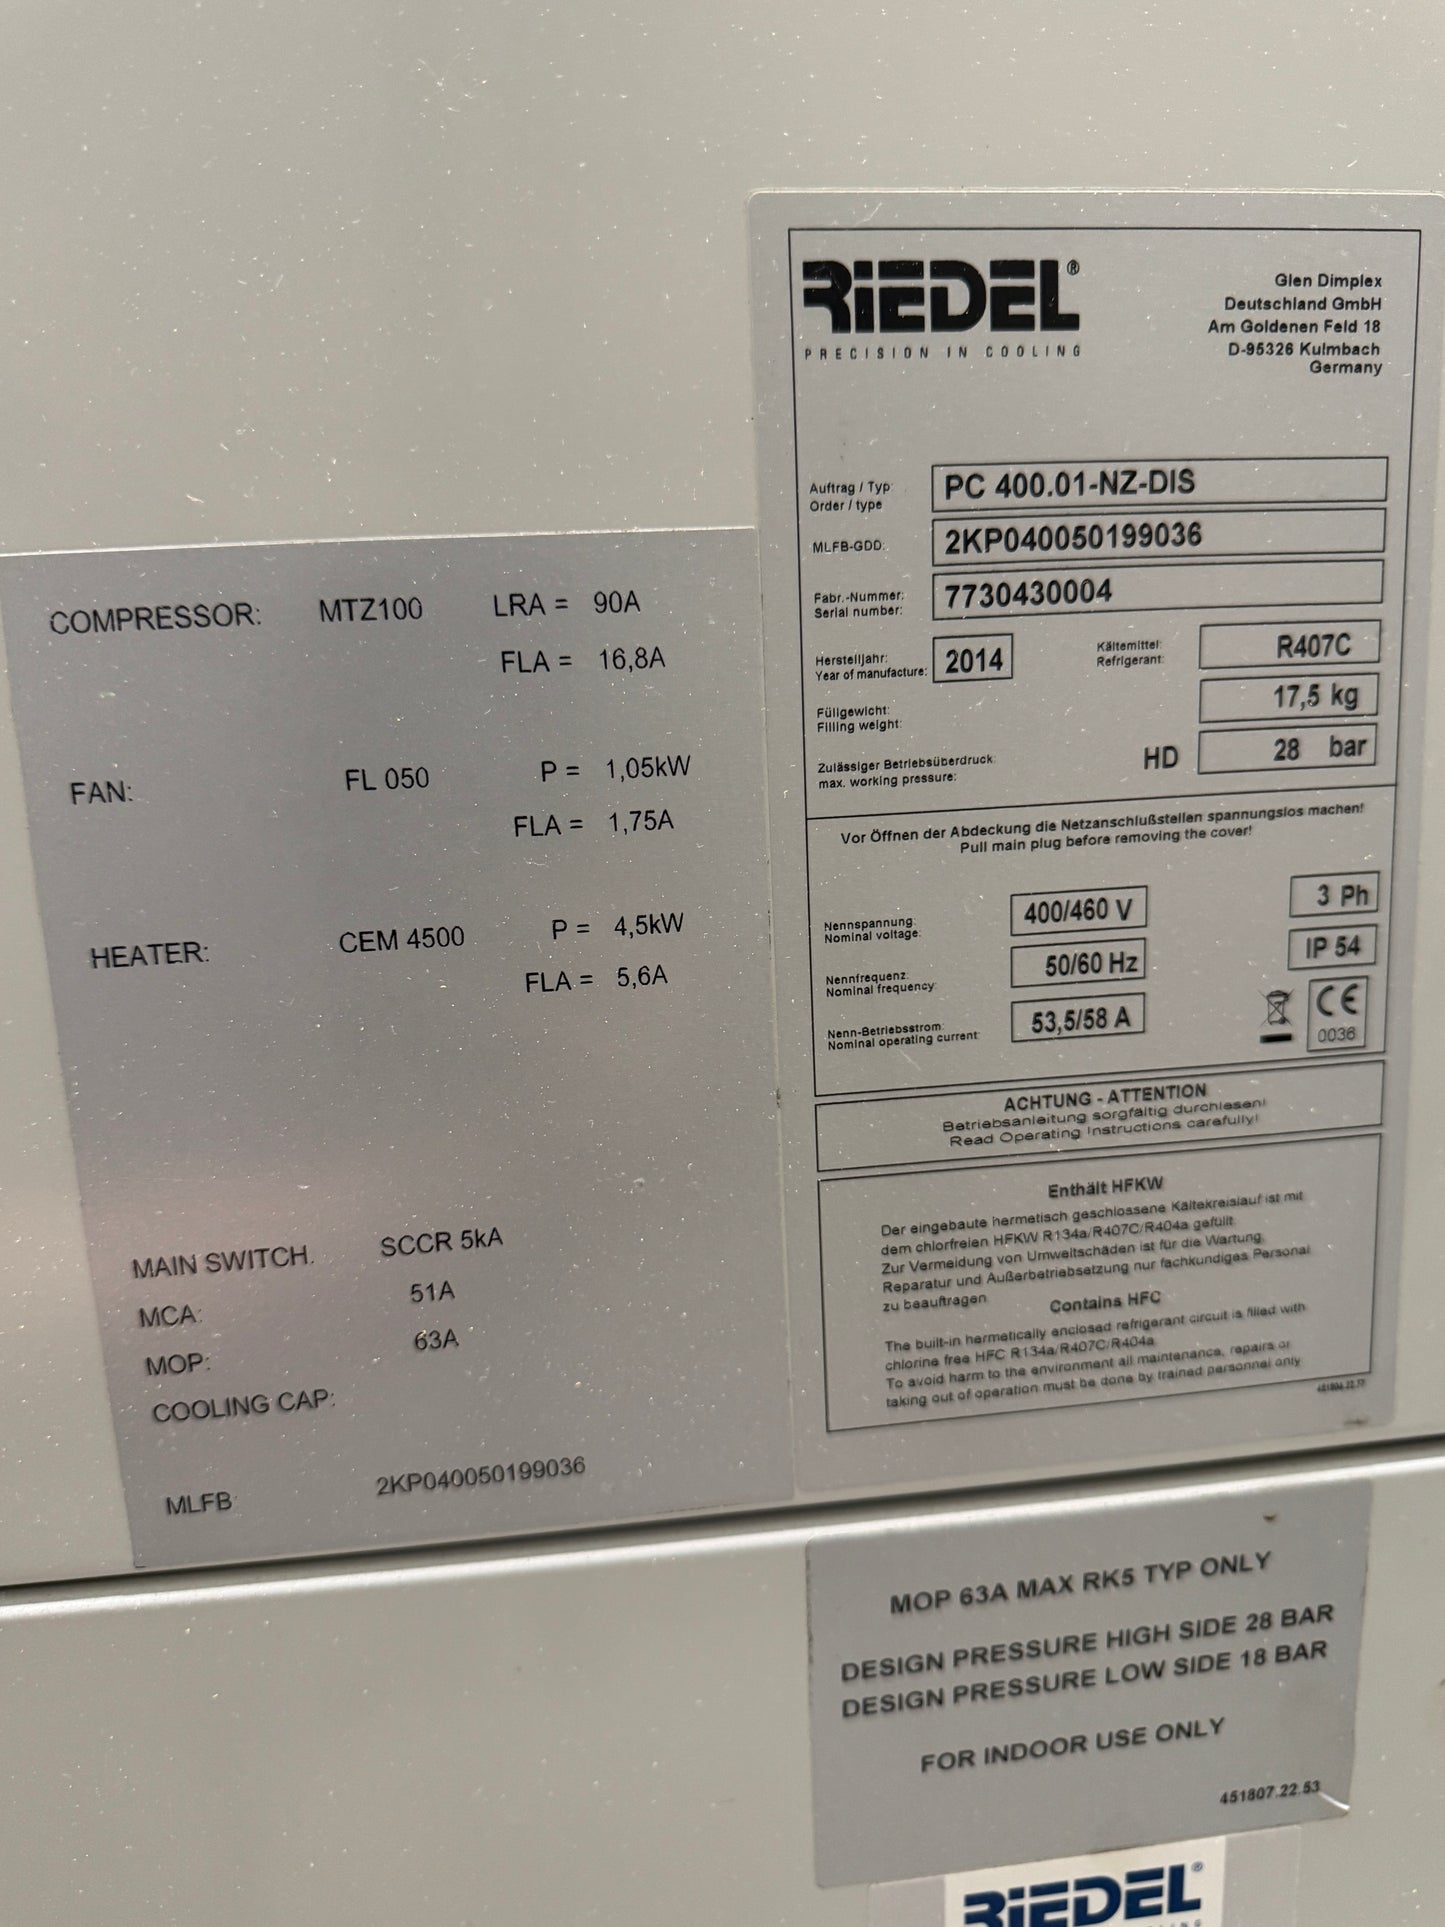 RIEDEL®
PRECISION IN COOLING
Glen Dimplex
Deutschland GmbH
Am Goldenen Feld 18
D-95326 Kulmbach
Germany
Auftrag / Typ: PC 400.01-NZ-DIS
Order / type
MLFB-GDD: 2KP040050199036
Fabr.-Nummer: 7730430004
Serial number:
Herstelljahr: 2014 Kältemittel: R407C
Year of manufacture: Refrigerant:
Füllgewicht: 17,5 kg
Filling weight:
Zulässiger Betriebsüberdruck: HD 28 bar
max. working pressure:
Vor Öffnen der Abdeckung die Netzanschlußstellen spannungslos machen!
Pull main plug before removing the cover!
Nennspannung: 400/460 V 3 Ph
Nominal voltage:
Nennfrequenz: 50/60 Hz IP 54
Nominal frequency:
Nenn-Betriebsstrom: 53,5/58 A CE
Nominal operating current: 0036
ACHTUNG - ATTENTION
Betriebsanleitung sorgfältig durchlesen!
Read Operating Instructions carefully!
Enthält HFKW
Der eingebaute hermetisch geschlossene Kältekreislauf ist mit
dem chlorfreien HFKW R134a/R407C/R404a gefüllt.
Zur Vermeidung von Umweltschäden ist für die Wartung,
Reparatur und Außerbetriebsetzung nur fachkundiges Personal
zu beauftragen
Contains HFC
The built-in hermetically enclosed refrigerant circuit is filled with
chlorine free HFC R134a/R407C/R404a
To avoid harm to the environment all maintenance, repairs or
taking out of operation must be done by trained personnel only
COMPRESSOR: MTZ100 LRA = 90A
FLA = 16,8A
FAN: FL 050 P = 1,05kW
FLA = 1,75A
HEATER: CEM 4500 P = 4,5kW
FLA = 5,6A
MAIN SWITCH. SCCR 5kA
MCA: 51A
MOP: 63A
COOLING CAP:
MLFB 2KP040050199036
MOP 63A MAX RK5 TYP ONLY
DESIGN PRESSURE HIGH SIDE 28 BAR
DESIGN PRESSURE LOW SIDE 18 BAR
FOR INDOOR USE ONLY
451807.22.53
RIEDEL®